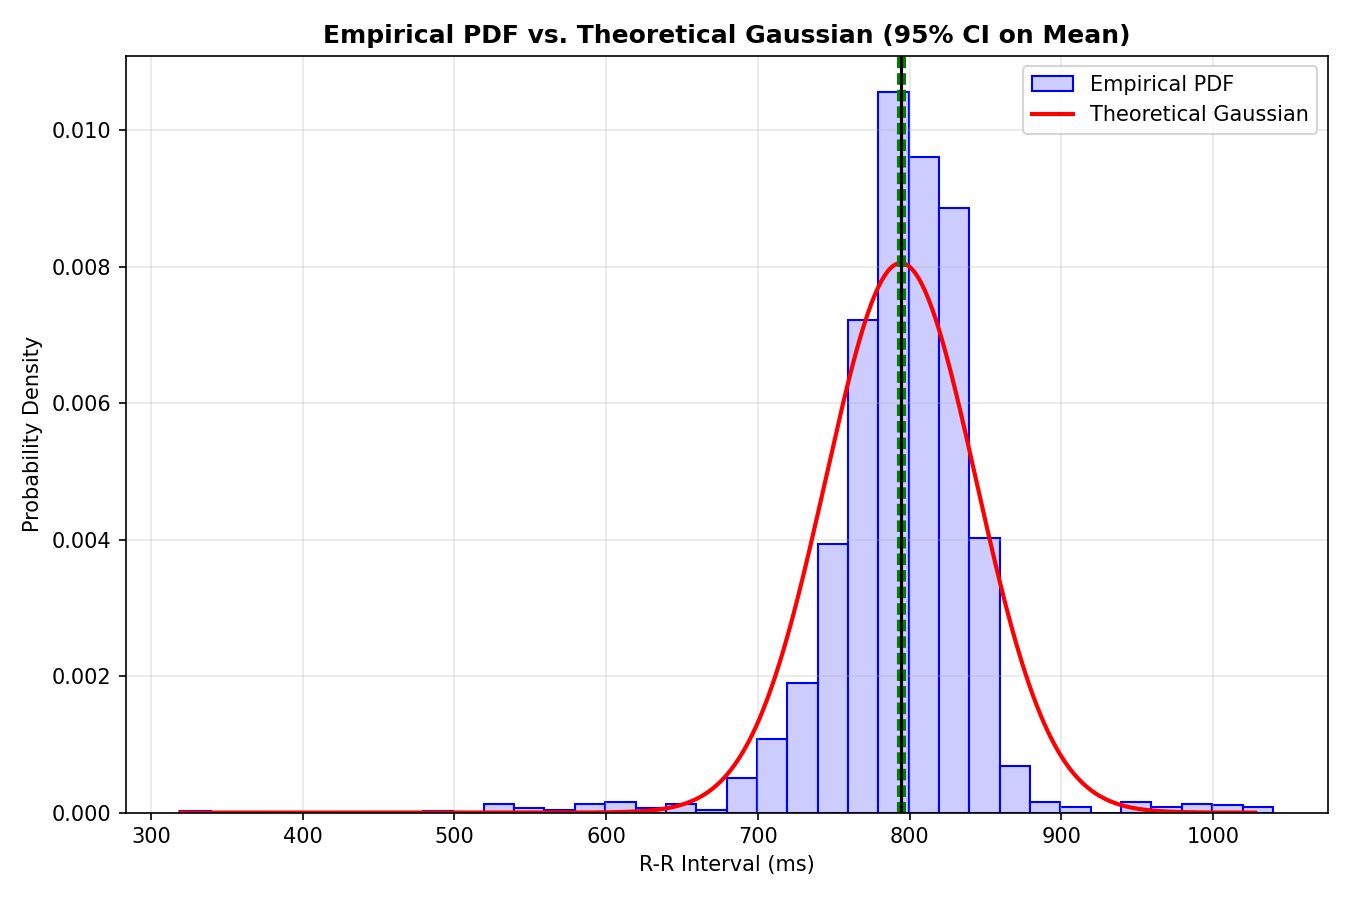 Empirical PDF vs. Theoretical Gaussian (95% CI on Mean)
Empirical PDF
Theoretical Gaussian
0.010
0.008
0.006
0.004
0.002
0.000
Probability Density
300 400 500 600 700 800 900 1000
R-R Interval (ms)